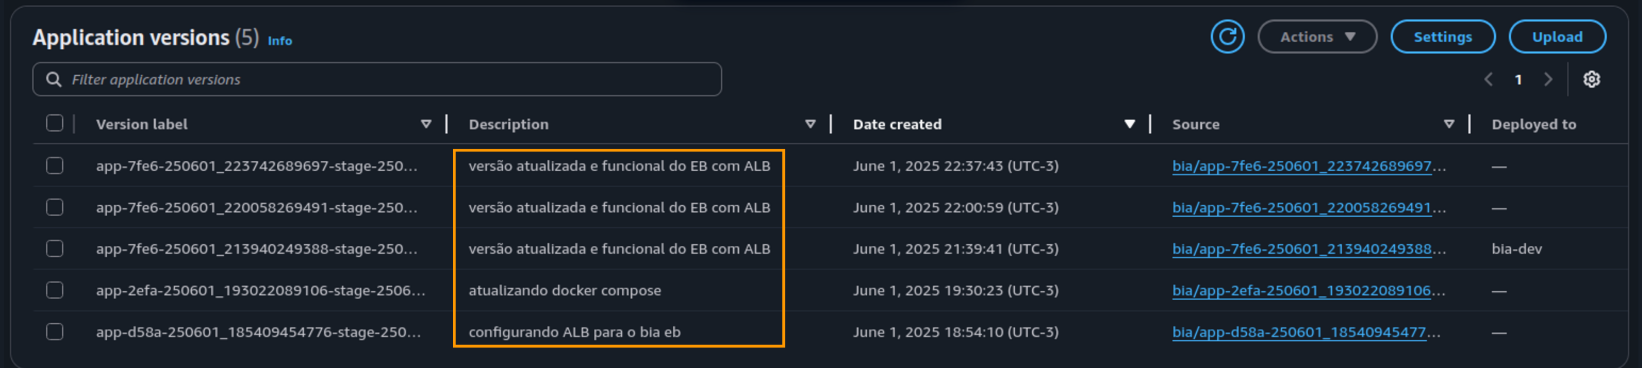 Application versions (5) Info Actions Settings Upload
Filter application versions 1
Version label Description Date created Source Deployed to
app-7fe6-250601_223742689697-stage-250... versão atualizada e funcional do EB com ALB June 1, 2025 22:37:43 (UTC-3) bia/app-7fe6-250601_223742689697... —
app-7fe6-250601_220058269491-stage-250... versão atualizada e funcional do EB com ALB June 1, 2025 22:00:59 (UTC-3) bia/app-7fe6-250601_220058269491... —
app-7fe6-250601_213940249388-stage-250... versão atualizada e funcional do EB com ALB June 1, 2025 21:39:41 (UTC-3) bia/app-7fe6-250601_213940249388... bia-dev
app-2efa-250601_193022089106-stage-2506... atualizando docker compose June 1, 2025 19:30:23 (UTC-3) bia/app-2efa-250601_193022089106... —
app-d58a-250601_185409454776-stage-250... configurando ALB para o bia eb June 1, 2025 18:54:10 (UTC-3) bia/app-d58a-250601_18540945477... —